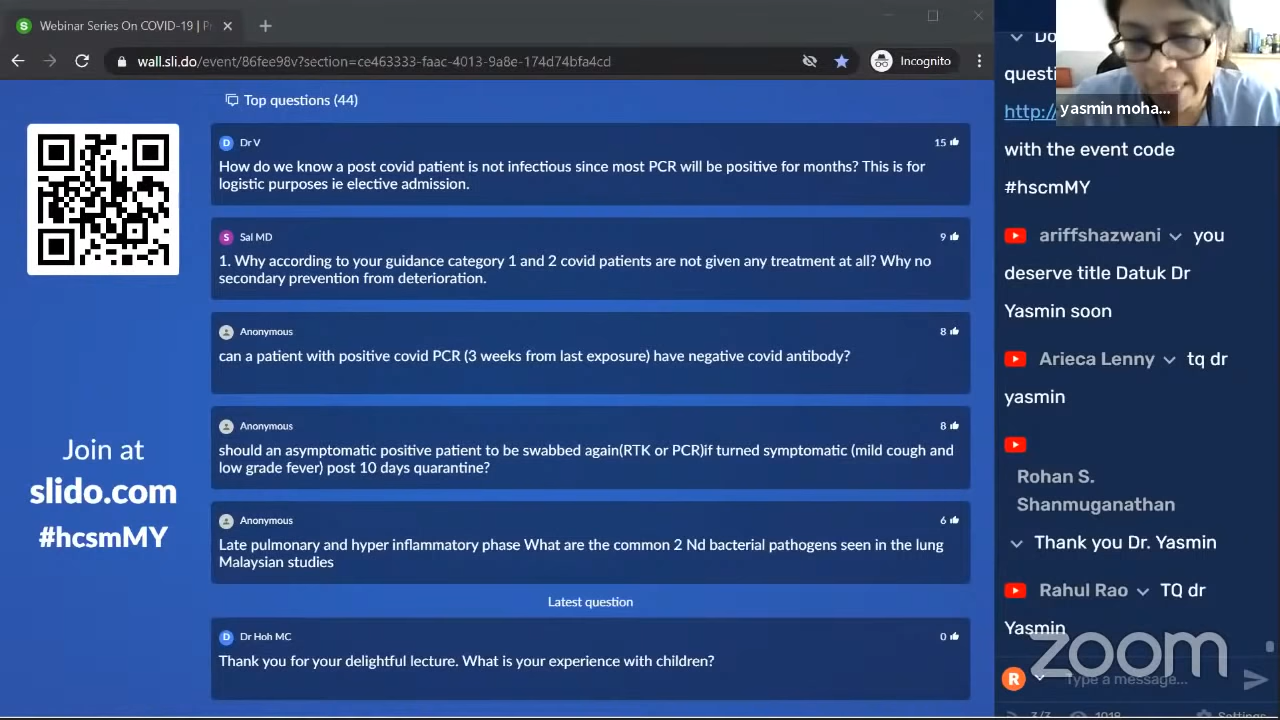 Webinar Series On COVID-19 | Pr
wall.sli.do/event/86fee98v?section=ce463333-faac-4013-9a8e-174d74bfa4cd
Incognito
Top questions (44)
D Dr V 15
How do we know a post covid patient is not infectious since most PCR will be positive for months? This is for
logistic purposes ie elective admission.
S Sal MD 9
1. Why according to your guidance category 1 and 2 covid patients are not given any treatment at all? Why no
secondary prevention from deterioration.
Anonymous 8
can a patient with positive covid PCR (3 weeks from last exposure) have negative covid antibody?
Anonymous 8
should an asymptomatic positive patient to be swabbed again(RTK or PCR)if turned symptomatic (mild cough and
low grade fever) post 10 days quarantine?
Anonymous 6
Late pulmonary and hyper inflammatory phase What are the common 2 Nd bacterial pathogens seen in the lung
Malaysian studies
Latest question
D Dr Hoh MC 0
Thank you for your delightful lecture. What is your experience with children?
Join at
slido.com
#hcsmMY
yasmin moha...
questi
http:/
with the event code
#hscmMY
ariffshazwani you
deserve title Datuk Dr
Yasmin soon
Arieca Lenny tq dr
yasmin
Rohan S.
Shanmuganathan
Thank you Dr. Yasmin
Rahul Rao TQ dr
Yasmin
zoom
R Type a message...
Settings